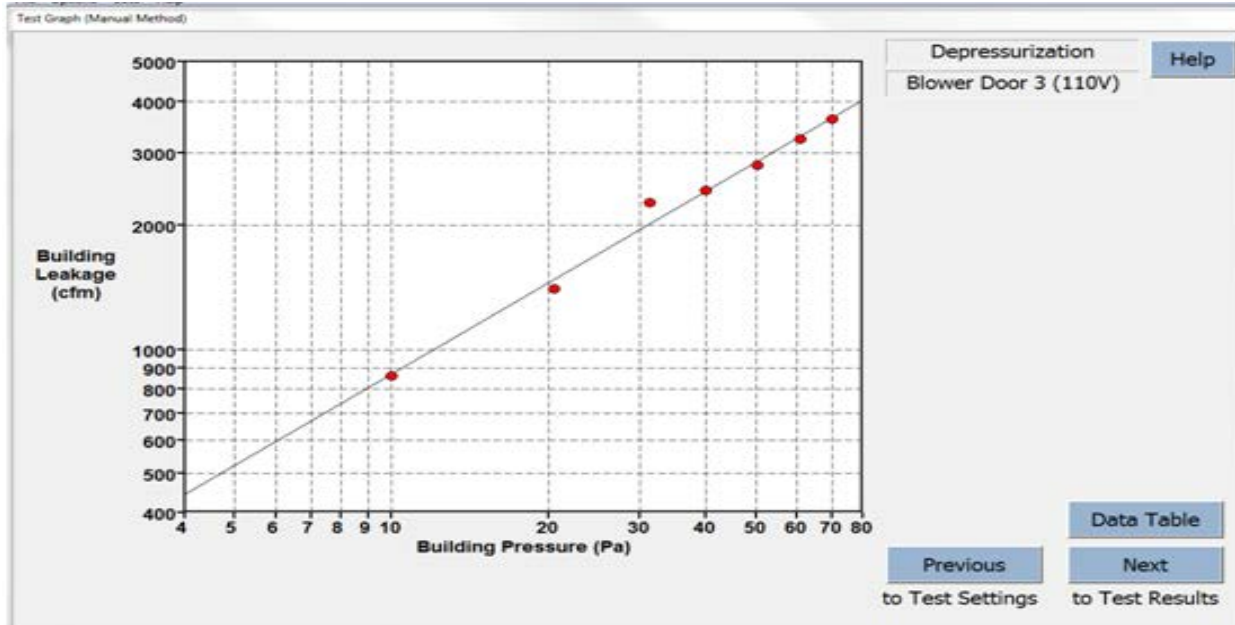 Test Graph (Manual Method)
Depressurization
Help
Blower Door 3 (110V)
5000
4000
3000
2000
1000
900
800
700
600
500
400
Building
Leakage
(cfm)
4 5 6 7 8 9 10 20 30 40 50 60 70 80
Building Pressure (Pa)
Data Table
Previous Next
to Test Settings to Test Results